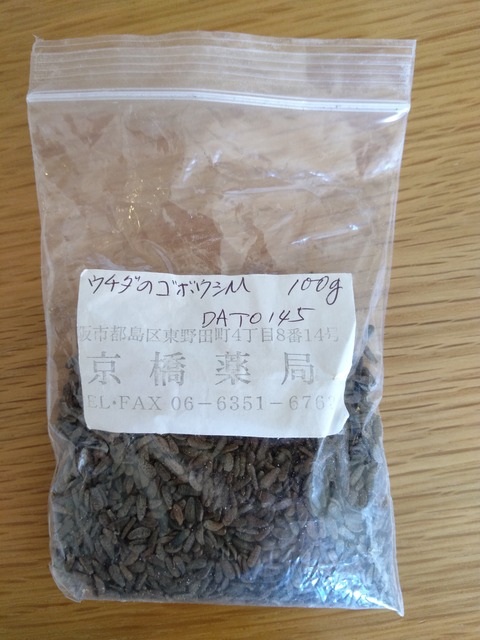 ウチダのゴボウシM 100g
DAT0145
阪市都島区東野田町4丁目8番14号
京橋薬局
EL・FAX 06-6351-676